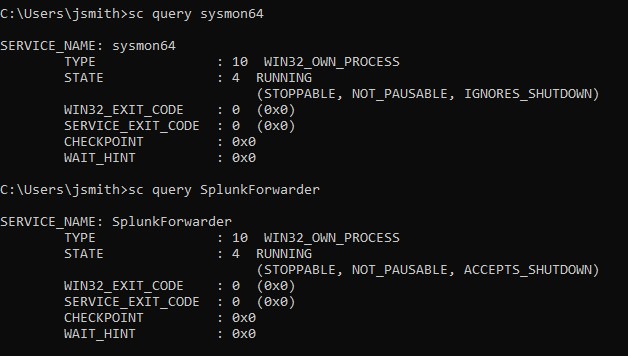 C:\Users\jsmith>sc query sysmon64
SERVICE_NAME: sysmon64
        TYPE               : 10  WIN32_OWN_PROCESS
        STATE              : 4  RUNNING
                                (STOPPABLE, NOT_PAUSABLE, IGNORES_SHUTDOWN)
        WIN32_EXIT_CODE    : 0  (0x0)
        SERVICE_EXIT_CODE  : 0  (0x0)
        CHECKPOINT         : 0x0
        WAIT_HINT          : 0x0
C:\Users\jsmith>sc query SplunkForwarder
SERVICE_NAME: SplunkForwarder
        TYPE               : 10  WIN32_OWN_PROCESS
        STATE              : 4  RUNNING
                                (STOPPABLE, NOT_PAUSABLE, ACCEPTS_SHUTDOWN)
        WIN32_EXIT_CODE    : 0  (0x0)
        SERVICE_EXIT_CODE  : 0  (0x0)
        CHECKPOINT         : 0x0
        WAIT_HINT          : 0x0